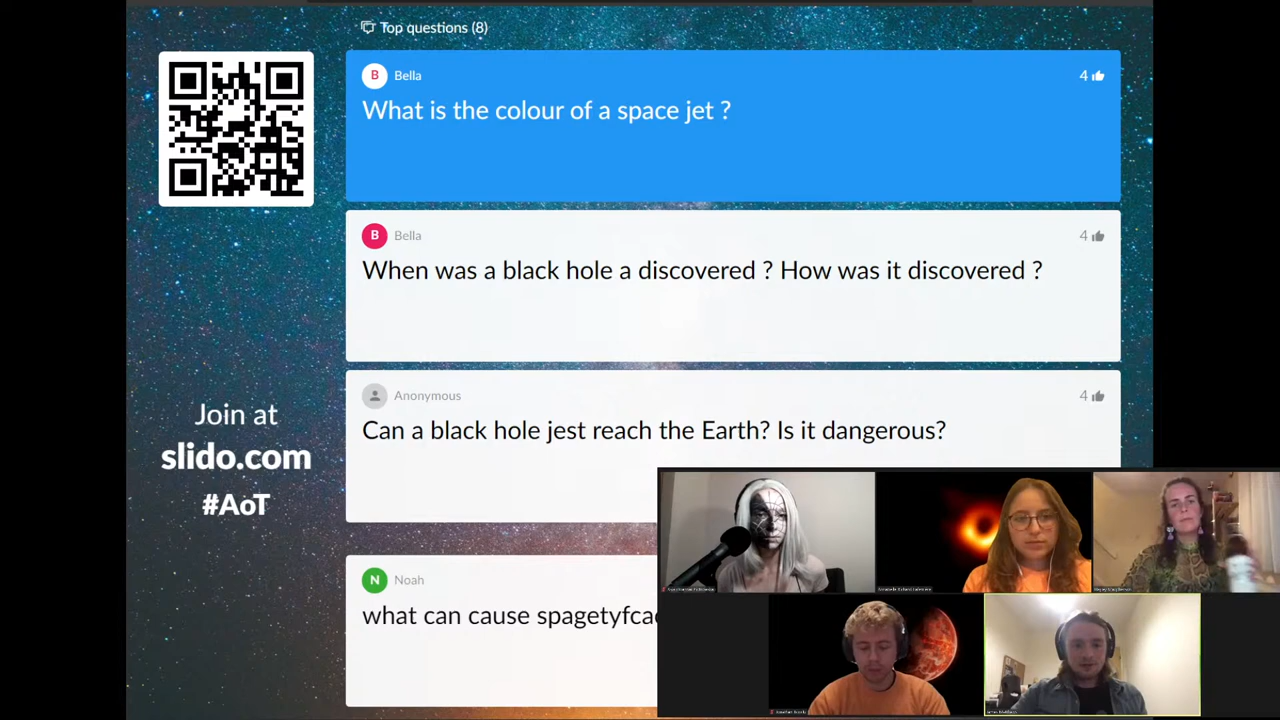 Top questions (8)
B Bella 4
What is the colour of a space jet ?
B Bella 4
When was a black hole a discovered ? How was it discovered ?
Anonymous 4
Can a black hole jest reach the Earth? Is it dangerous?
N Noah
what can cause spagetyfca
Join at
slido.com
#AoT